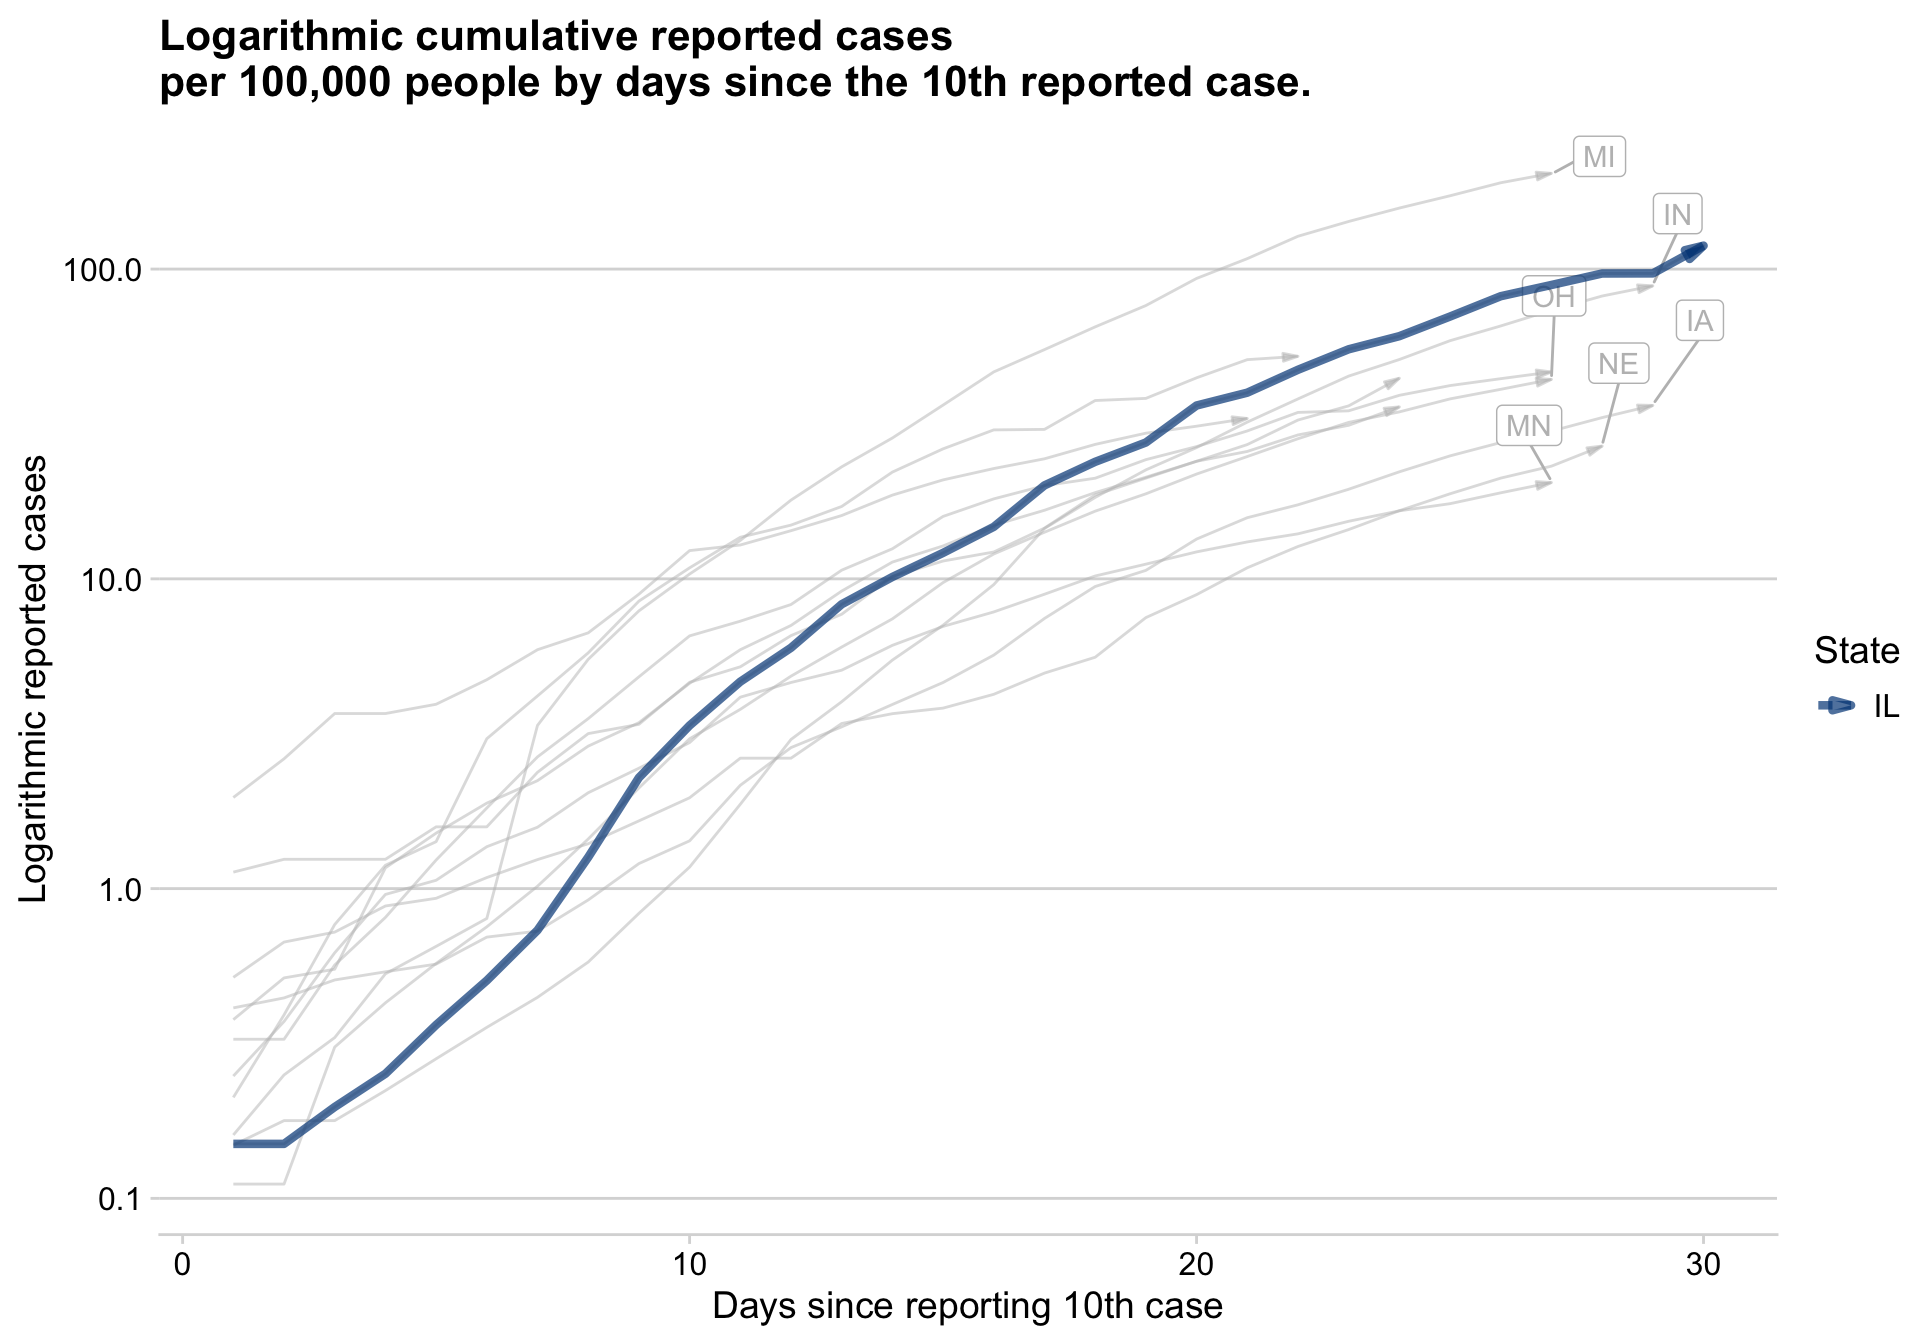 Logarithmic cumulative reported cases
per 100,000 people by days since the 10th reported case.
MI
IN
100.0
OH
IA
NE
MN
10.0
Logarithmic reported cases
State
IL
1.0
0.1
0
10
20
30
Days since reporting 10th case